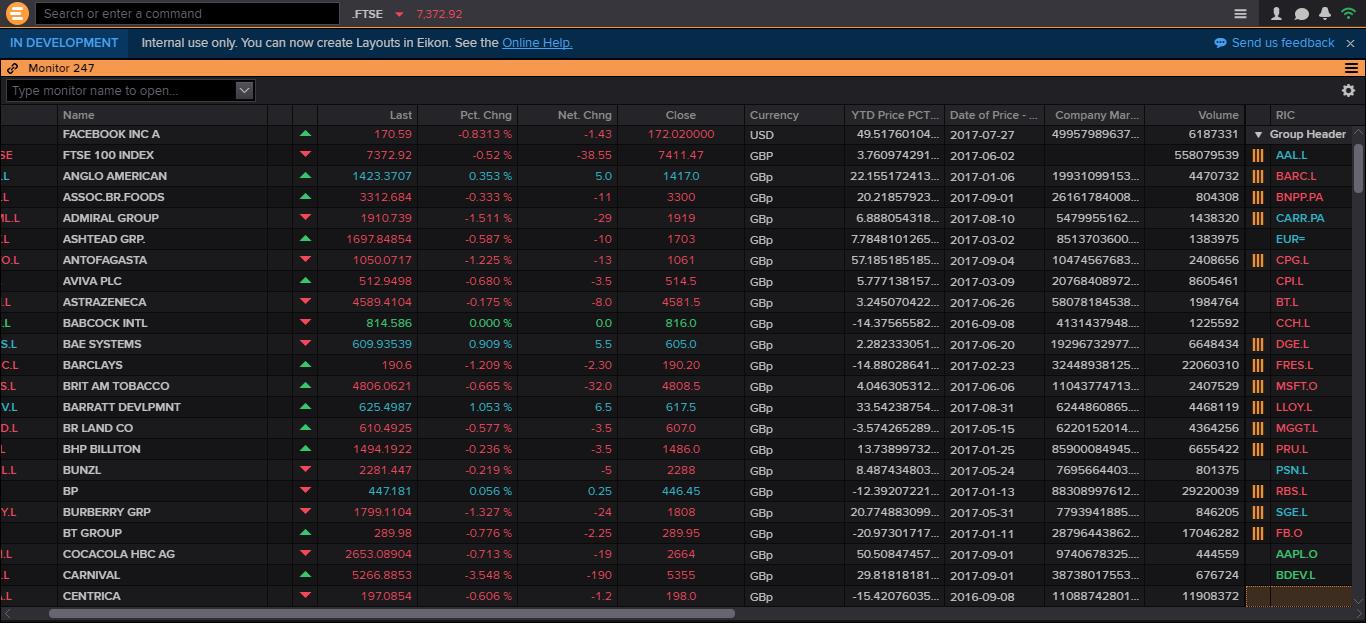 Search or enter a command .FTSE 7,372.92
IN DEVELOPMENT Internal use only. You can now create Layouts in Eikon. See the Online Help. Send us feedback
Monitor 247
Type monitor name to open...
Name Last Pct. Chng Net. Chng Close Currency YTD Price PCT... Date of Price - ... Company Mar... Volume RIC
FACEBOOK INC A 170.59 -0.8313 % -1.43 172.020000 USD 49.51760104... 2017-07-27 49957989637... 6187331 Group Header
SE FTSE 100 INDEX 7372.92 -0.52 % -38.55 7411.47 GBP 3.760974291... 2017-06-02 558079539 AAL.L
.L ANGLO AMERICAN 1423.3707 0.353 % 5.0 1417.0 GBp 22.155172413... 2017-01-06 19931099153... 4470732 BARC.L
.L ASSOC.BR.FOODS 3312.684 -0.333 % -11 3300 GBp 20.21857923... 2017-09-01 26161784008... 804308 BNPP.PA
ML.L ADMIRAL GROUP 1910.739 -1.511 % -29 1919 GBp 6.888054318... 2017-08-10 5479955162.... 1438320 CARR.PA
.L ASHTEAD GRP. 1697.84854 -0.587 % -10 1703 GBp 7.7848101265... 2017-03-02 8513703600.... 1383975 EUR=
O.L ANTOFAGASTA 1050.0717 -1.225 % -13 1061 GBp 57.185185185... 2017-09-04 10474567683... 2408656 CPG.L
AVIVA PLC 512.9498 -0.680 % -3.5 514.5 GBp 5.777138157... 2017-03-09 20768408972... 8605461 CPI.L
.L ASTRAZENECA 4589.4104 -0.175 % -8.0 4581.5 GBp 3.245070422... 2017-06-26 58078184538... 1984764 BT.L
.L BABCOCK INTL 814.586 0.000 % 0.0 816.0 GBp -14.37565582... 2016-09-08 4131437948.... 1225592 CCH.L
S.L BAE SYSTEMS 609.93539 0.909 % 5.5 605.0 GBp 2.282333051... 2017-06-20 19296732977... 6648434 DGE.L
C.L BARCLAYS 190.6 -1.209 % -2.30 190.20 GBp -14.88028641... 2017-02-23 32448938125... 22060310 FRES.L
S.L BRIT AM TOBACCO 4806.0621 -0.665 % -32.0 4808.5 GBp 4.046305312... 2017-06-06 11043774713... 2407529 MSFT.O
V.L BARRATT DEVLPMNT 625.4987 1.053 % 6.5 617.5 GBp 33.54238754... 2017-08-31 6244860865.... 4468119 LLOY.L
D.L BR LAND CO 610.4925 -0.577 % -3.5 607.0 GBp -3.574265289... 2017-05-15 6220152014.... 4364256 MGGT.L
L BHP BILLITON 1494.1922 -0.236 % -3.5 1486.0 GBp 13.73899732... 2017-01-25 85900084945... 6655422 PRU.L
L.L BUNZL 2281.447 -0.219 % -5 2288 GBp 8.487434803... 2017-05-24 7695664403.... 801375 PSN.L
BP 447.181 0.056 % 0.25 446.45 GBp -12.39207221... 2017-01-13 88308997612... 29220039 RBS.L
Y.L BURBERRY GRP 1799.1104 -1.327 % -24 1808 GBp 20.774883099... 2017-05-31 7793941885.... 846205 SGE.L
BT GROUP 289.98 -0.776 % -2.25 289.95 GBp -20.97301717... 2017-01-11 28796443862... 17046282 FB.O
.L COCACOLA HBC AG 2653.08904 -0.713 % -19 2664 GBp 50.50847457... 2017-09-01 9740678325.... 444559 AAPL.O
.L CARNIVAL 5266.8853 -3.548 % -190 5355 GBp 29.81818181... 2017-09-01 38738017553... 676724 BDEV.L
.L CENTRICA 197.0854 -0.606 % -1.2 198.0 GBp -15.42076035... 2016-09-08 11088742801... 11908372